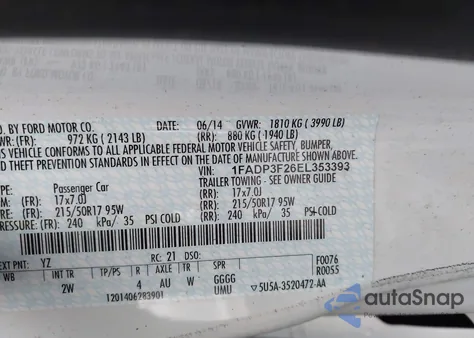 D. BY FORD MOTOR CO. DATE: 06/14 GVWR: 1810 KG ( 3990 LB)
WR:(FR): 972 KG ( 2143 LB) (RR): 880 KG ( 1940 LB)
IS VEHICLE CONFORMS TO ALL APPLICABLE FEDERAL MOTOR VEHICLE SAFETY, BUMPER,
D THEFT PREVENTION STANDARDS IN EFFECT ON THE DATE OF MANUFACTURE SHOWN ABOVE.
VIN: 1FADP3F26EL353393
Passenger Car TRAILER TOWING - SEE OWNER GUIDE
M: (FR): 17x7.0J (RR): 17x7.0J
(FR): 215/50R17 95W (RR): 215/50R17 95W
RESSURE: (FR): 240 kPa/ 35 PSI COLD (RR): 240 kPa/ 35 PSI COLD
EXT PNT: YZ RC: 21 DSO: F0076
WB INT TR TP/PS R AXLE TR SPR R0055
2W 4 AU W GGGG
UMU ▼5U5A-3520472-AA
1201406283901
autoSnap